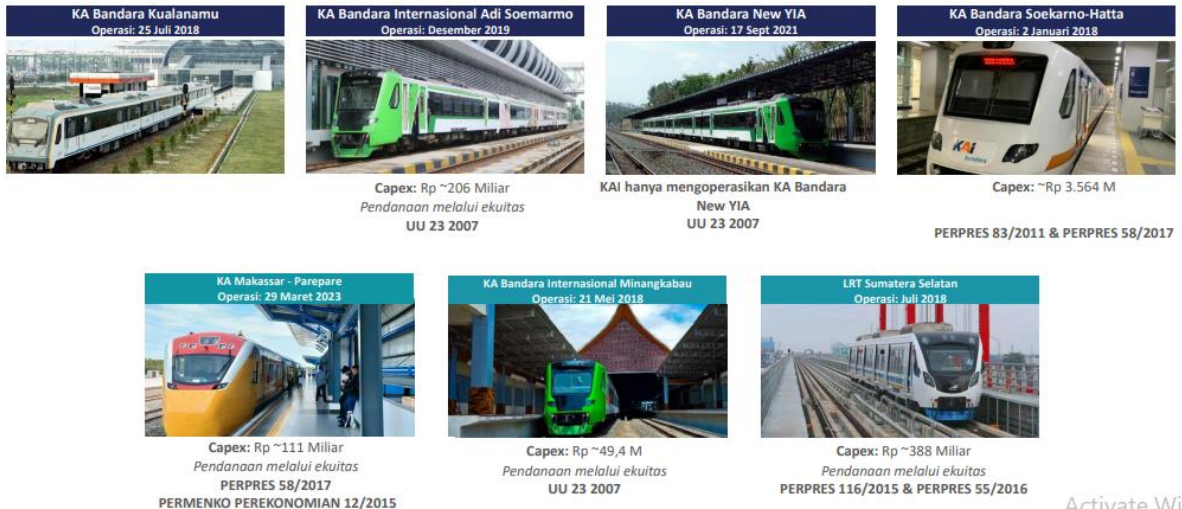 KA Bandara Kualanamu
Operasi: 25 Juli 2018
KA Bandara Internasional Adi Soemarmo
Operasi: Desember 2019
Capex: Rp ~206 Miliar
Pendanaan melalui ekuitas
UU 23 2007
KA Bandara New YIA
Operasi: 17 Sept 2021
KAI hanya mengoperasikan KA Bandara
New YIA
UU 23 2007
KA Bandara Soekarno-Hatta
Operasi: 2 Januari 2018
KAI
Bandara
Capex: ~Rp 3.564 M
PERPRES 83/2011 & PERPRES 58/2017
KA Makassar - Parepare
Operasi: 29 Maret 2023
Capex: Rp ~111 Miliar
Pendanaan melalui ekuitas
PERPRES 58/2017
PERMENKO PEREKONOMIAN 12/2015
KA Bandara Internasional Minangkabau
Operasi: 21 Mei 2018
Capex: Rp ~49,4 M
Pendanaan melalui ekuitas
UU 23 2007
LRT Sumatera Selatan
Operasi: Juli 2018
Capex: Rp ~388 Miliar
Pendanaan melalui ekuitas
PERPRES 116/2015 & PERPRES 55/2016
Activate Wi